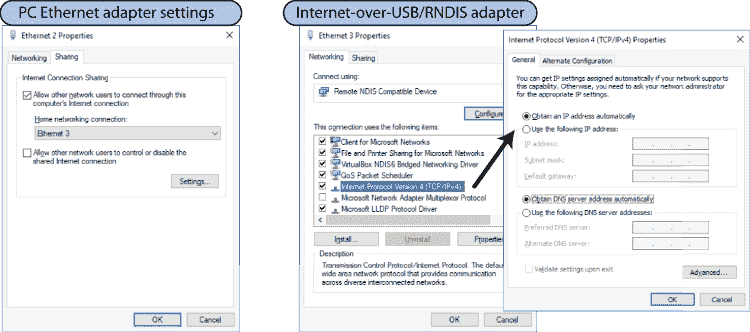 PC Ethernet adapter settings
Ethernet 2 Properties
Networking
Sharing
Internet Connection Sharing
Allow other network users to connect through this
computer's Internet connection
Home networking connection:
Ethernet 3
Allow other network users to control or disable the
shared Internet connection
Settings...
OK
Cancel
Internet-over-USB/RNDIS adapter
Ethernet 3 Properties
Networking
Sharing
Connect using:
Remote NDIS Compatible Device
Configure
This connection uses the following items:
Client for Microsoft Networks
File and Printer Sharing for Microsoft Networks
VirtualBox NDIS6 Bridged Networking Driver
QoS Packet Scheduler
Internet Protocol Version 4 (TCP/IPv4)
Microsoft Network Adapter Multiplexor Protocol
Microsoft LLDP Protocol Driver
Install...
Uninstall
Properties
Description
Transmission Control Protocol/Internet Protocol. The default
wide area network protocol that provides communication
across diverse interconnected networks.
OK
Cancel
Internet Protocol Version 4 (TCP/IPv4) Properties
General
Alternate Configuration
You can get IP settings assigned automatically if your network supports
this capability. Otherwise, you need to ask your network administrator
for the appropriate IP settings.
Obtain an IP address automatically
Use the following IP address:
IP address:
Subnet mask:
Default gateway:
Obtain DNS server address automatically
Use the following DNS server addresses:
Preferred DNS server:
Alternate DNS server:
Validate settings upon exit
Advanced...
OK
Cancel